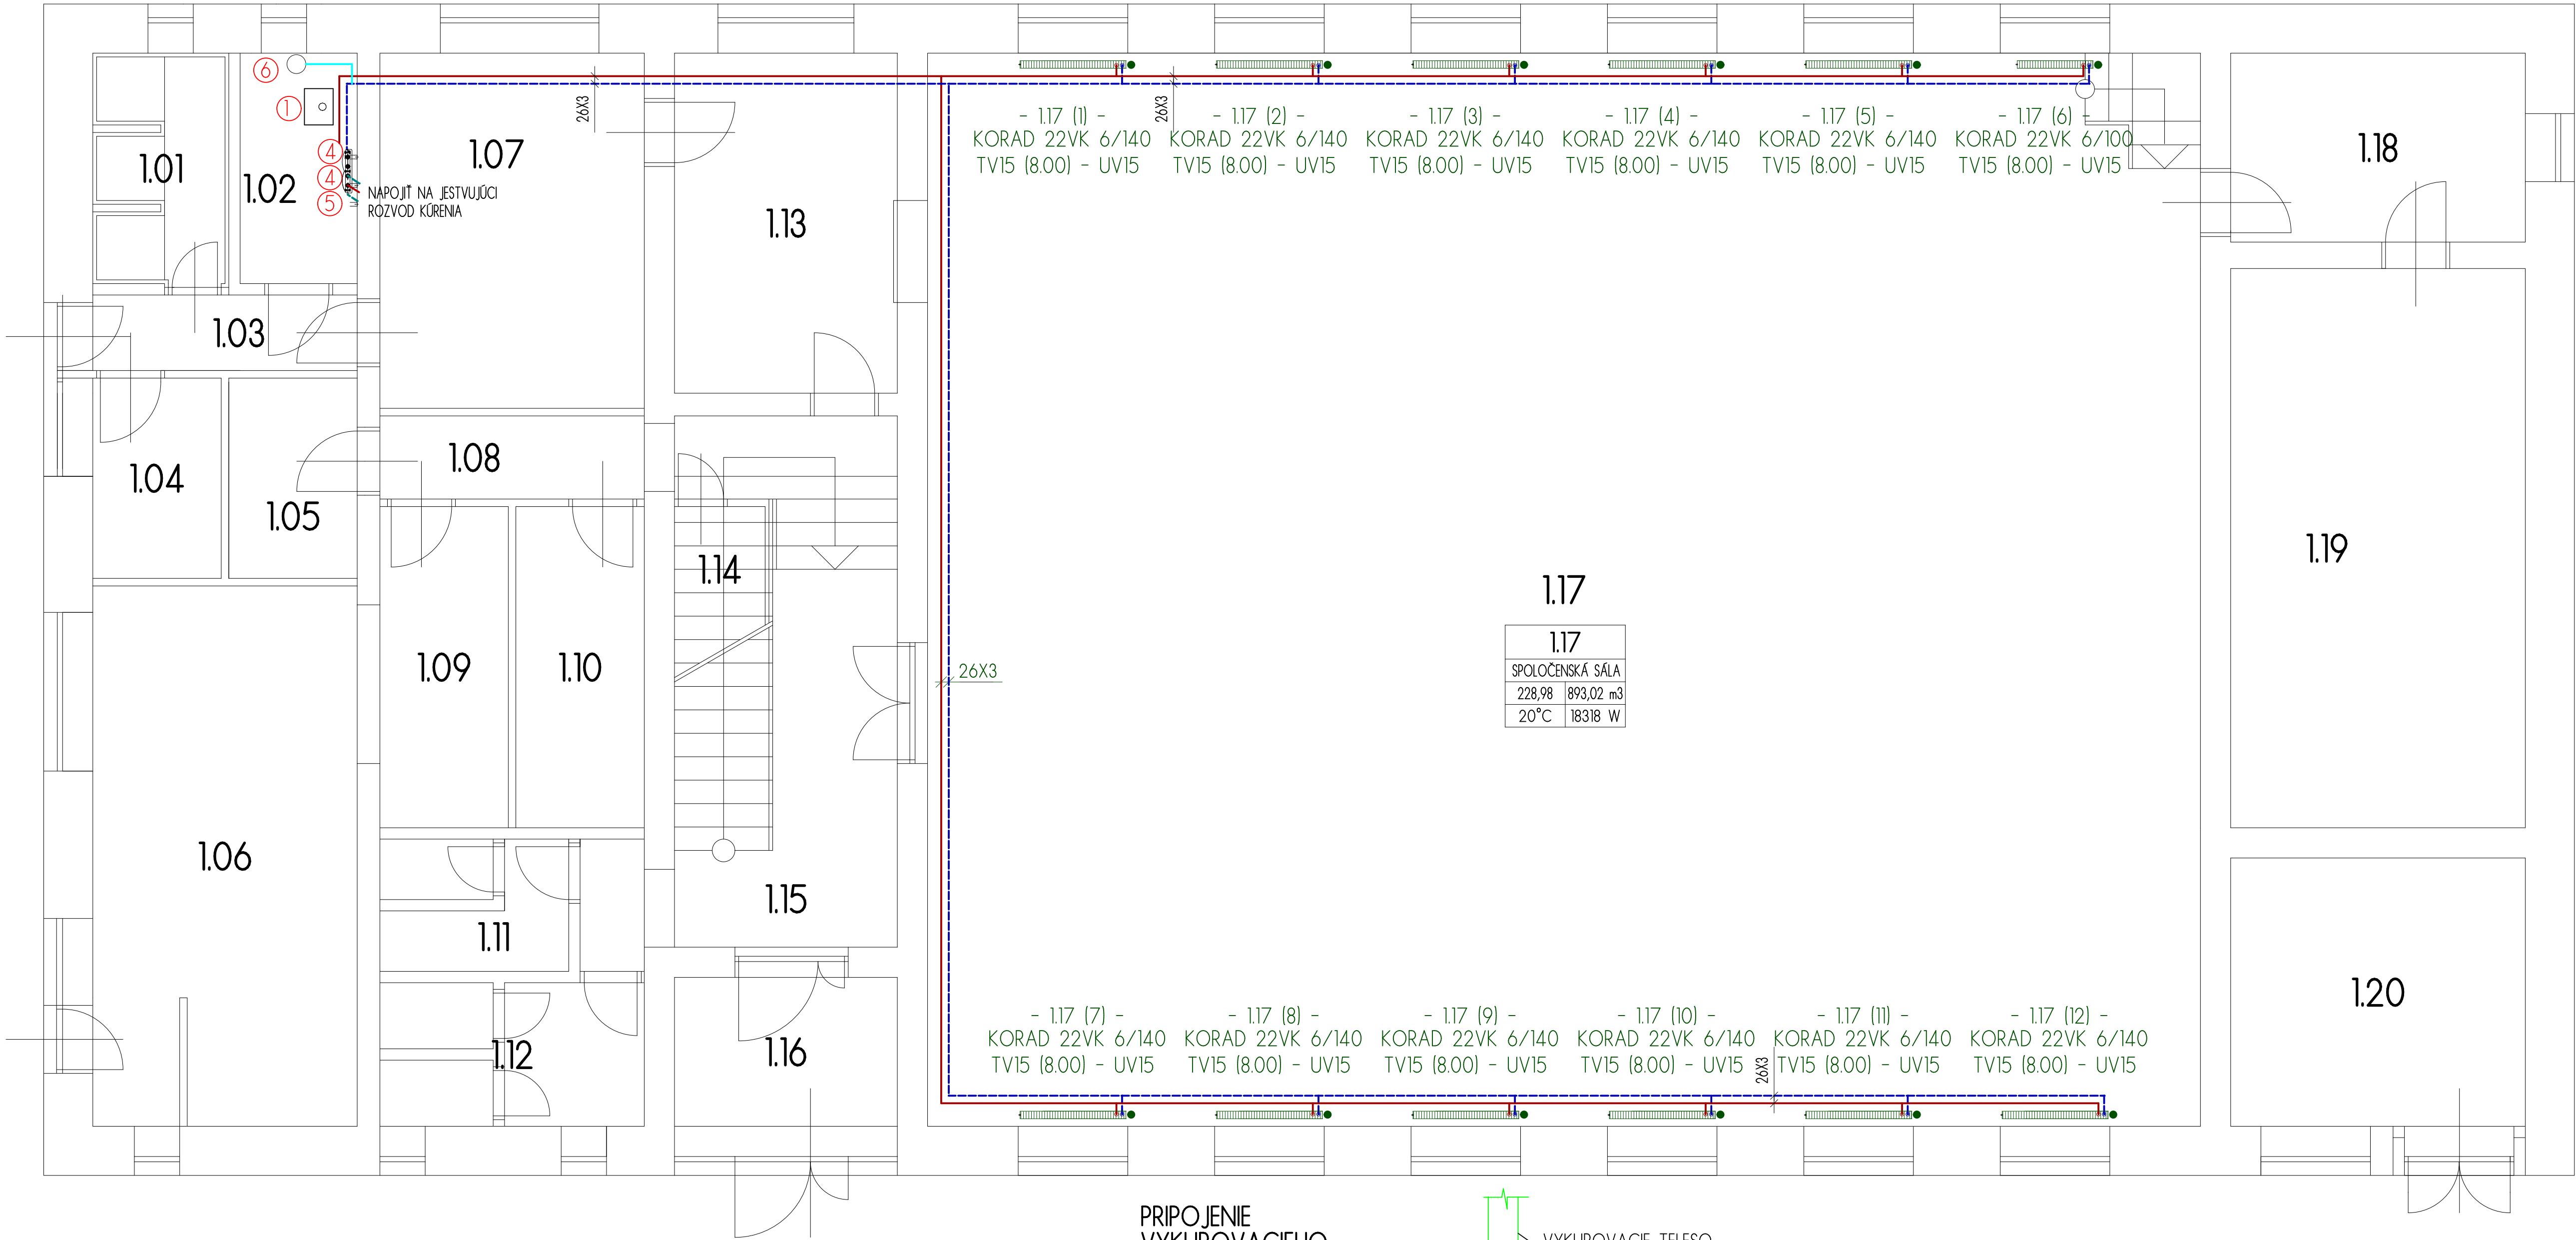 6
1
4
4
5
NAPOJIŤ NA JESTVUJÚCI
ROZVOD KÚRENIA
1.01
1.02
1.03
1.04
1.05
1.06
1.07
1.08
1.09
1.10
1.11
1.12
1.13
1.14
1.15
1.16
26X3
26X3
- 1.17 (1) -
KORAD 22VK 6/140
TV15 (8.00) - UV15
- 1.17 (2) -
KORAD 22VK 6/140
TV15 (8.00) - UV15
- 1.17 (3) -
KORAD 22VK 6/140
TV15 (8.00) - UV15
- 1.17 (4) -
KORAD 22VK 6/140
TV15 (8.00) - UV15
- 1.17 (5) -
KORAD 22VK 6/140
TV15 (8.00) - UV15
- 1.17 (6) -
KORAD 22VK 6/100
TV15 (8.00) - UV15
1.18
1.19
1.20
1.17
1.17
SPOLOČENSKÁ SÁLA
228,98 893,02 m3
20°C 18318 W
26X3
- 1.17 (7) -
KORAD 22VK 6/140
TV15 (8.00) - UV15
- 1.17 (8) -
KORAD 22VK 6/140
TV15 (8.00) - UV15
- 1.17 (9) -
KORAD 22VK 6/140
TV15 (8.00) - UV15
- 1.17 (10) -
KORAD 22VK 6/140
TV15 (8.00) - UV15
26X3
- 1.17 (11) -
KORAD 22VK 6/140
TV15 (8.00) - UV15
- 1.17 (12) -
KORAD 22VK 6/140
TV15 (8.00) - UV15
PRIPOJENIE
VYKUROVACIEHO
VYKUROVACIE TELESO